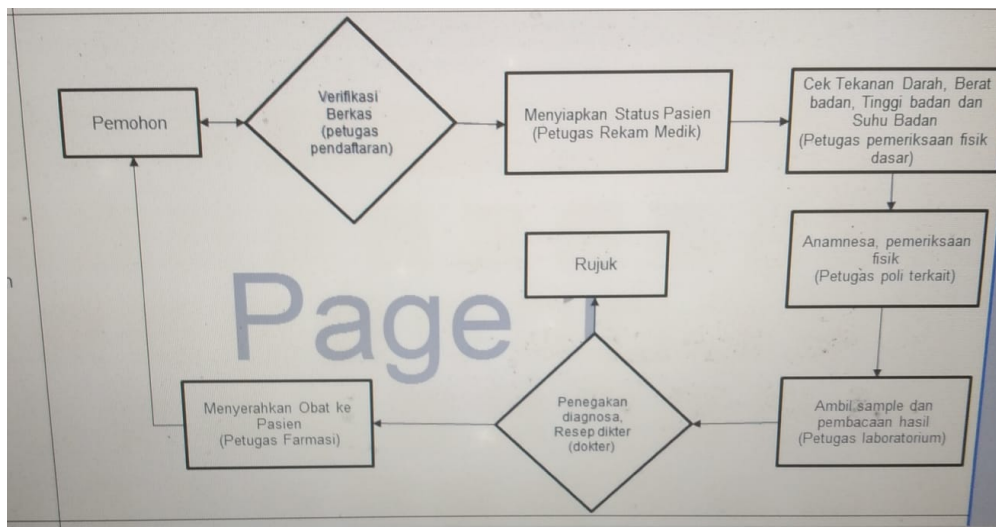 Pemohon
Verifikasi
Berkas
(petugas
pendaftaran)
Menyiapkan Status Pasien
(Petugas Rekam Medik)
Cek Tekanan Darah, Berat
badan, Tinggi badan dan
Suhu Badan
(Petugas pemeriksaan fisik
dasar)
Anamnesa, pemeriksaan
fisik
(Petugas poli terkait)
Rujuk
Page 1
Menyerahkan Obat ke
Pasien
(Petugas Farmasi)
Penegakan
diagnosa,
Resep dikter
(dokter)
Ambil sample dan
pembacaan hasil
(Petugas laboratorium)